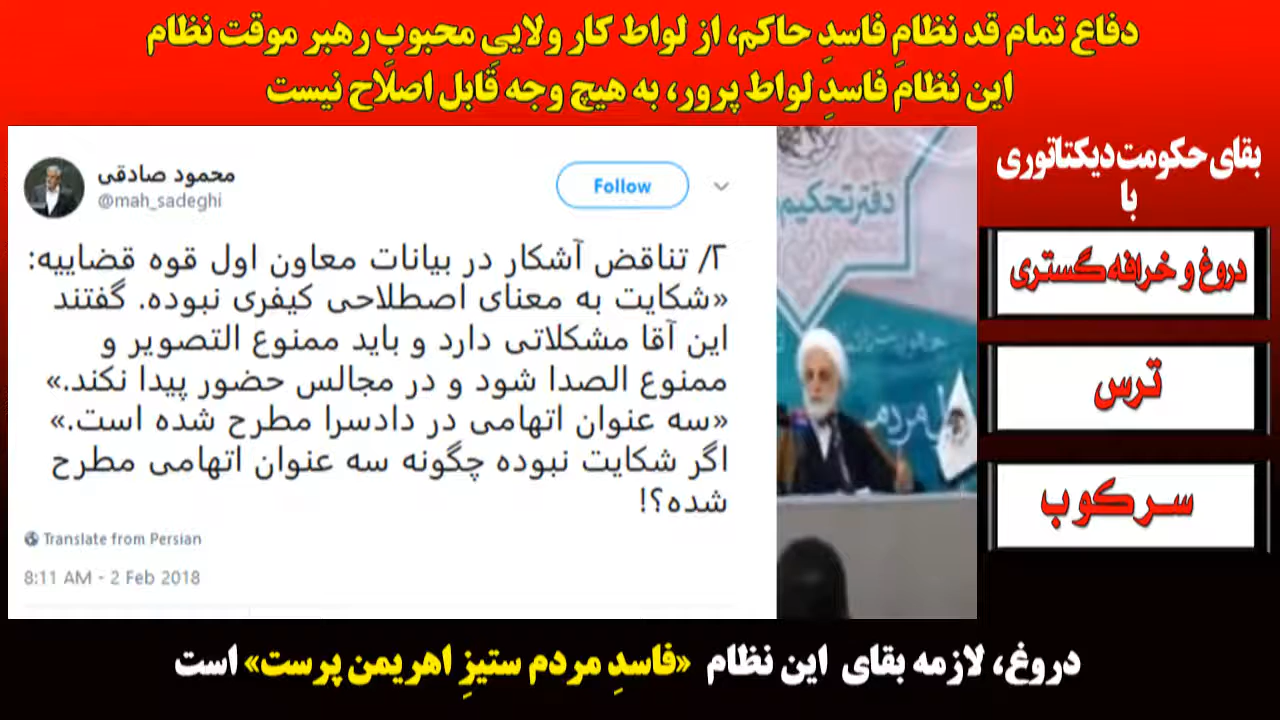 دفاع تمام قد نظامِ فاسدِ حاکم، از لواط کار ولاییِ محبوبِ رهبر موقت نظام
این نظامِ فاسدِ لواط پرور، به هیچ وجه قابل اصلاح نیست
محمود صادقی
@mah_sadeghi
Follow
۲/ تناقض آشکار در بیانات معاون اول قوه قضاییه:
«شکایت به معنای اصطلاحی کیفری نبوده. گفتند
این آقا مشکلاتی دارد و باید ممنوع التصویر و
ممنوع الصدا شود و در مجالس حضور پیدا نکند.»
«سه عنوان اتهامی در دادسرا مطرح شده است.»
اگر شکایت نبوده چگونه سه عنوان اتهامی مطرح
شده؟!
Translate from Persian
8:11 AM - 2 Feb 2018
دفتر تحکیم
مردم
بقای حکومت دیکتاتوری
با
دروغ و خرافه گستری
ترس
سرکوب
دروغ، لازمه بقای این نظام «فاسدِ مردم ستیزِ اهریمن پرست» است